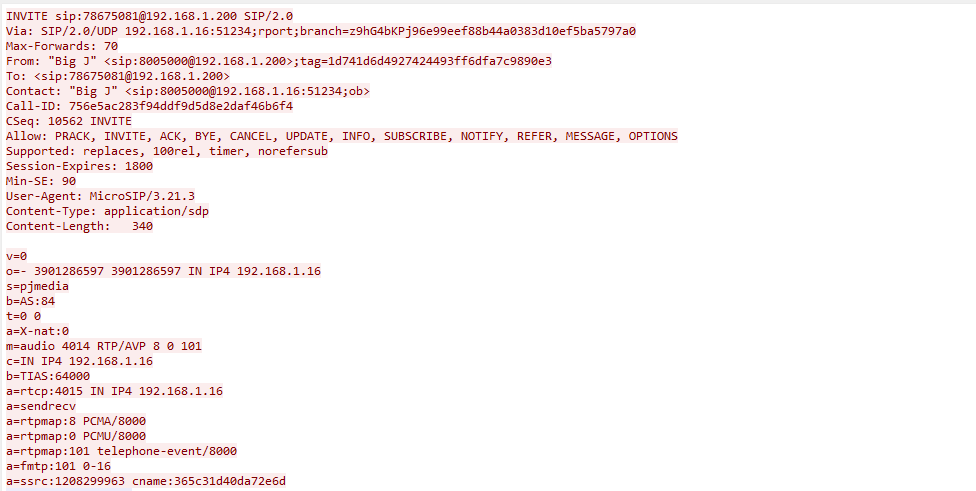 INVITE sip:78675081@192.168.1.200 SIP/2.0
Via: SIP/2.0/UDP 192.168.1.16:51234;rport;branch=z9hG4bKPj96e99eef88b44a0383d10ef5ba5797a0
Max-Forwards: 70
From: "Big J" <sip:8005000@192.168.1.200>;tag=1d741d6d4927424493ff6dfa7c9890e3
To: <sip:78675081@192.168.1.200>
Contact: "Big J" <sip:8005000@192.168.1.16:51234;ob>
Call-ID: 756e5ac283f94ddf9d5d8e2daf46b6f4
CSeq: 10562 INVITE
Allow: PRACK, INVITE, ACK, BYE, CANCEL, UPDATE, INFO, SUBSCRIBE, NOTIFY, REFER, MESSAGE, OPTIONS
Supported: replaces, 100rel, timer, norefersub
Session-Expires: 1800
Min-SE: 90
User-Agent: MicroSIP/3.21.3
Content-Type: application/sdp
Content-Length:   340

v=0
o=- 3901286597 3901286597 IN IP4 192.168.1.16
s=pjmedia
b=AS:84
t=0 0
a=X-nat:0
m=audio 4014 RTP/AVP 8 0 101
c=IN IP4 192.168.1.16
b=TIAS:64000
a=rtcp:4015 IN IP4 192.168.1.16
a=sendrecv
a=rtpmap:8 PCMA/8000
a=rtpmap:0 PCMU/8000
a=rtpmap:101 telephone-event/8000
a=fmtp:101 0-16
a=ssrc:1208299963 cname:365c31d40da72e6d